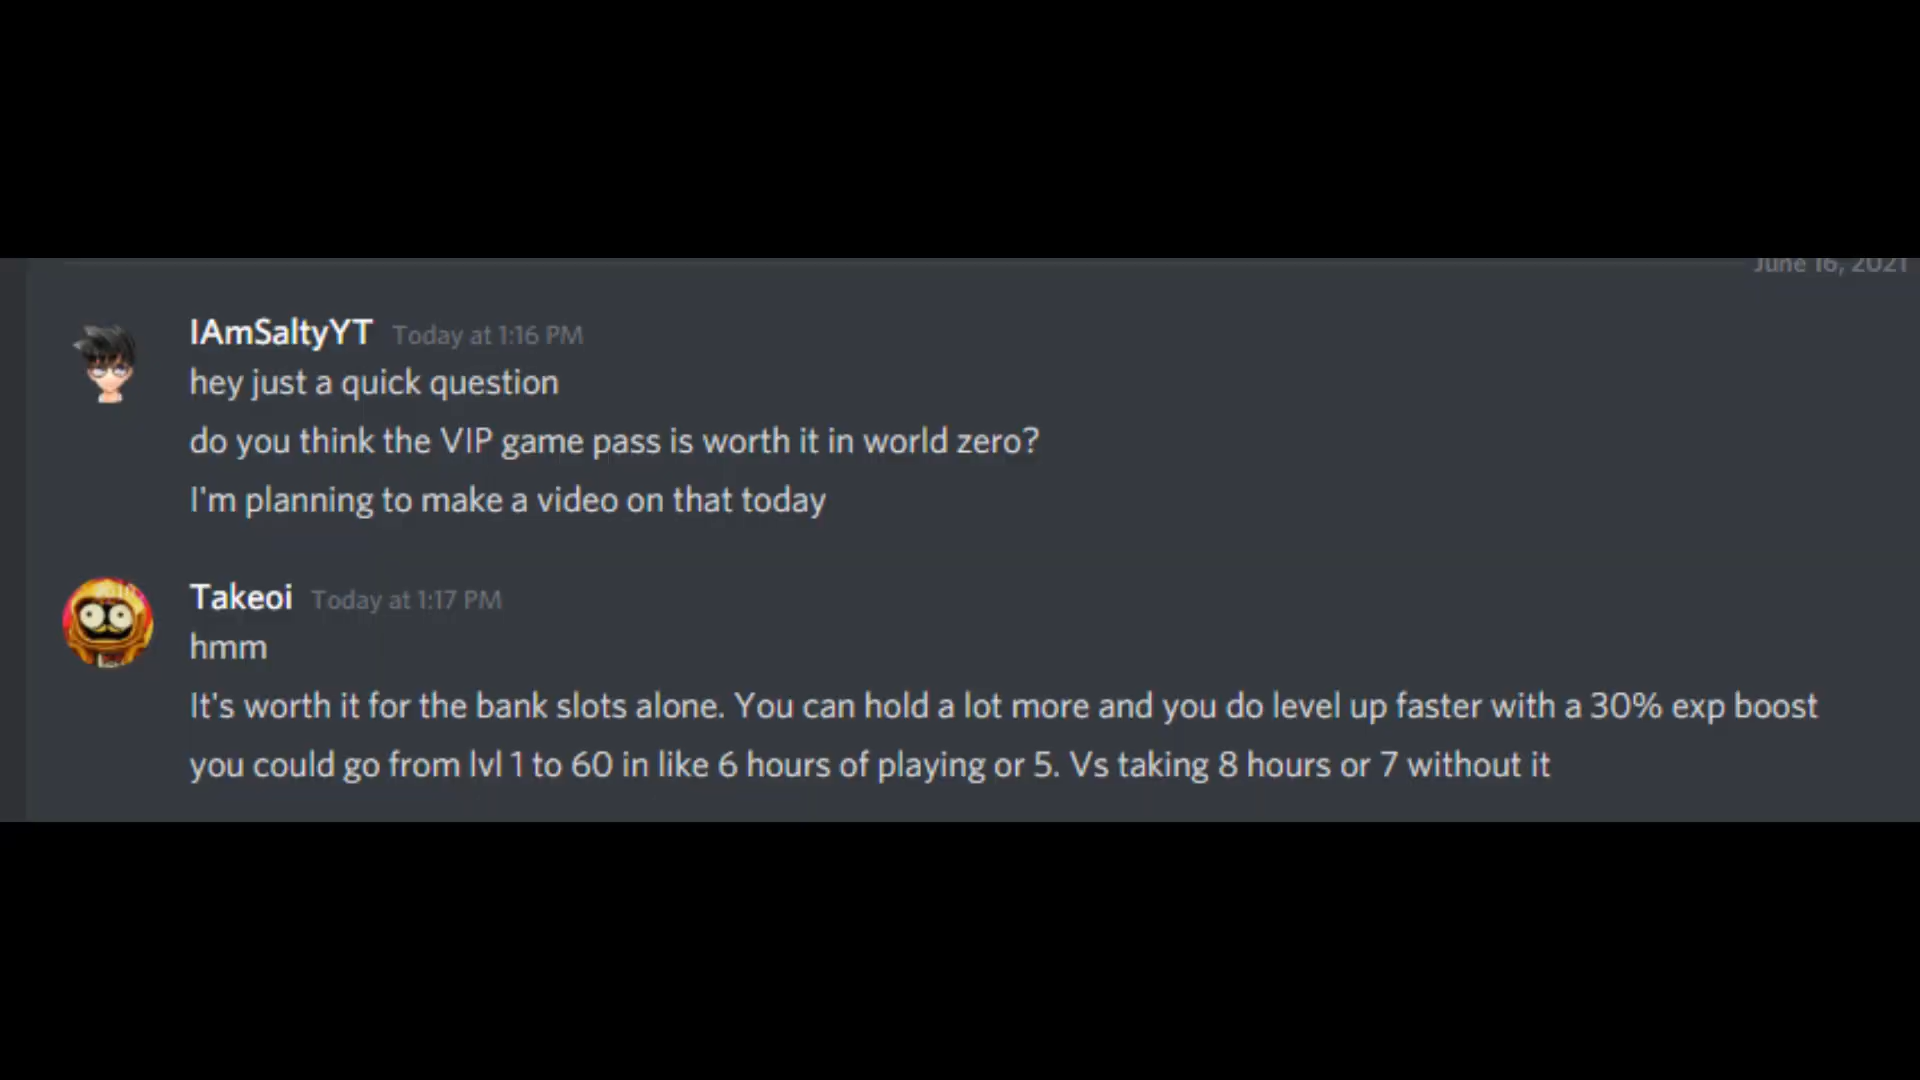 June 16, 2021
IAmSaltyYT Today at 1:16 PM
hey just a quick question
do you think the VIP game pass is worth it in world zero?
I'm planning to make a video on that today
Takeoi Today at 1:17 PM
hmm
It's worth it for the bank slots alone. You can hold a lot more and you do level up faster with a 30% exp boost
you could go from lvl 1 to 60 in like 6 hours of playing or 5. Vs taking 8 hours or 7 without it